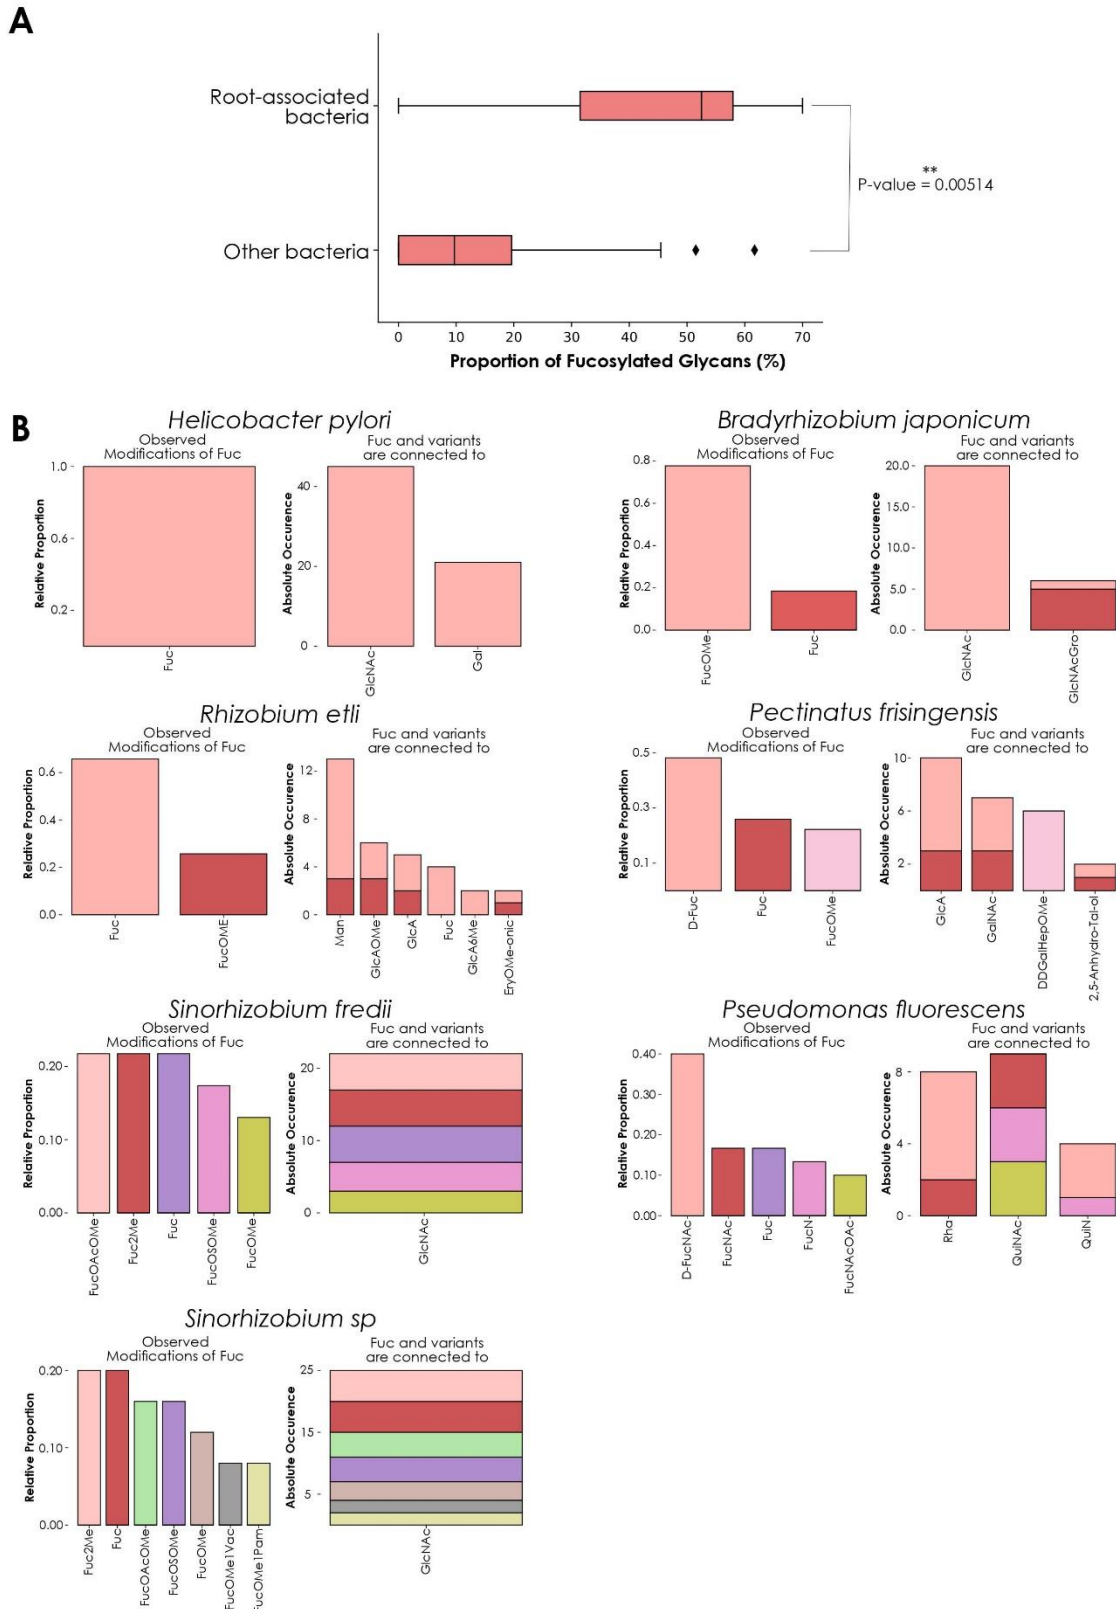 A
Root-associated
bacteria
Other bacteria
**
P-value = 0.00514
0 10 20 30 40 50 60 70
Proportion of Fucosylated Glycans (%)
B
Helicobacter pylori
Observed
Modifications of Fuc
Relative Proportion
1.0
0.6
0.2
Fuc
Fuc and variants
are connected to
Absolute Occurence
40
20
0
GlcNAc
Gal
Bradyrhizobium japonicum
Observed
Modifications of Fuc
Relative Proportion
0.8
0.6
0.4
0.2
0.0
FucOMe
Fuc
Fuc and variants
are connected to
Absolute Occurence
20.0
15.0
10.0
5.0
0.0
GlcNAc
GlcNAcGro
Rhizobium etli
Observed
Modifications of Fuc
Relative Proportion
0.6
0.4
0.2
0.0
Fuc
FucOME
Fuc and variants
are connected to
Absolute Occurence
12
8
4
0
Man
GlcAOMe
GlcA
Fuc
GlcA6Me
EryOMe-onic
Pectinatus frisingensis
Observed
Modifications of Fuc
Relative Proportion
0.5
0.3
0.1
D-Fuc
Fuc
FucOMe
Fuc and variants
are connected to
Absolute Occurence
10
6
2
GlcA
GalNAc
DDGalHepOMe
2,5-Anhydro-Tal-ol
Sinorhizobium fredii
Observed
Modifications of Fuc
Relative Proportion
0.20
0.10
0.00
FucOAcOMe
Fuc2Me
Fuc
FucOSOMe
FucOMe
Fuc and variants
are connected to
Absolute Occurence
20
10
0
GlcNAc
Pseudomonas fluorescens
Observed
Modifications of Fuc
Relative Proportion
0.40
0.30
0.20
0.10
0.00
D-FucNAc
FucNAc
Fuc
FucN
FucNAcOAc
Fuc and variants
are connected to
Absolute Occurence
8
4
0
Rha
QuiNAc
QuiN
Sinorhizobium sp
Observed
Modifications of Fuc
Relative Proportion
0.20
0.10
0.00
Fuc2Me
Fuc
FucOAcOMe
FucOSOMe
FucOMe
FucOMe1Vac
FucOMe1Pam
Fuc and variants
are connected to
Absolute Occurence
25
15
5
GlcNAc